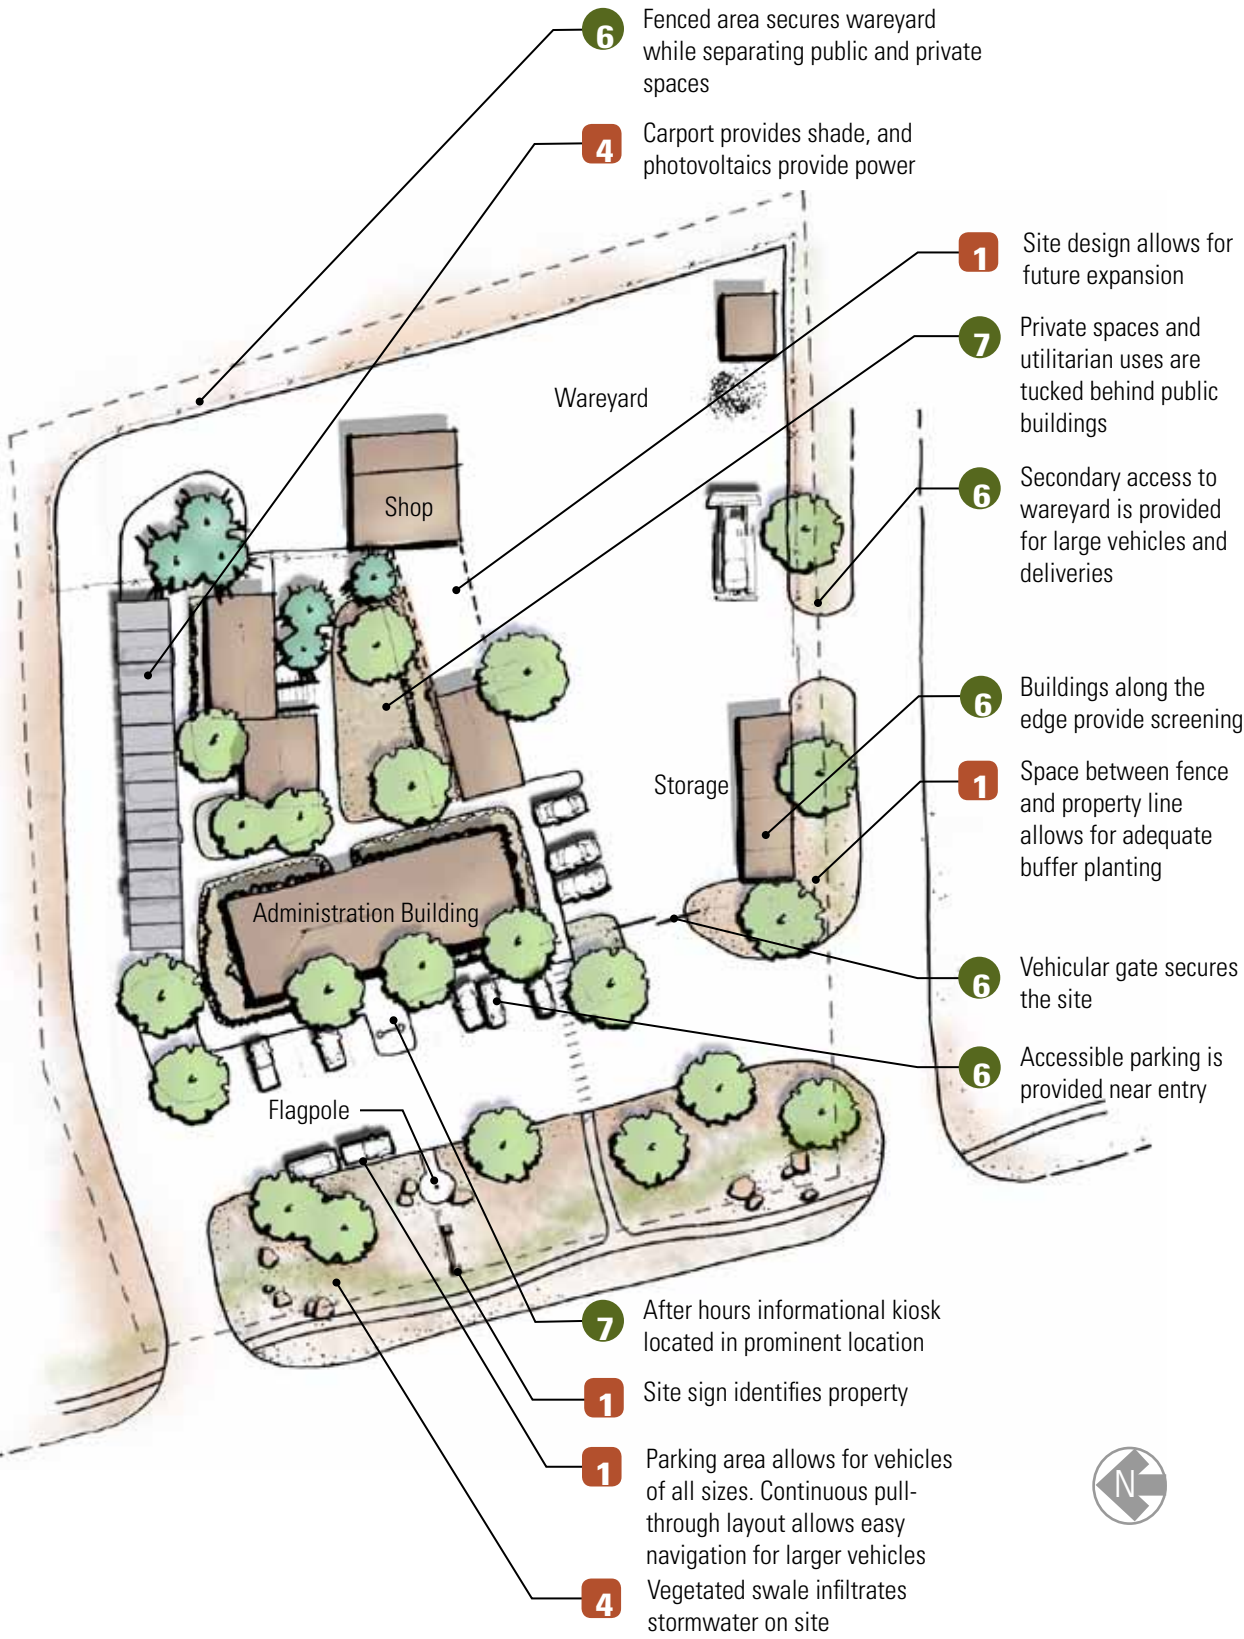 6
Fenced area secures wareyard
while separating public and private
spaces
4
Carport provides shade, and
photovoltaics provide power
1
Site design allows for
future expansion
7
Private spaces and
utilitarian uses are
tucked behind public
buildings
Wareyard
Shop
6
Secondary access to
wareyard is provided
for large vehicles and
deliveries
6
Buildings along the
edge provide screening
Storage
1
Space between fence
and property line
allows for adequate
buffer planting
Administration Building
6
Vehicular gate secures
the site
6
Accessible parking is
provided near entry
Flagpole
7
After hours informational kiosk
located in prominent location
1
Site sign identifies property
1
Parking area allows for vehicles
of all sizes. Continuous pull-
through layout allows easy
navigation for larger vehicles
N
4
Vegetated swale infiltrates
stormwater on site